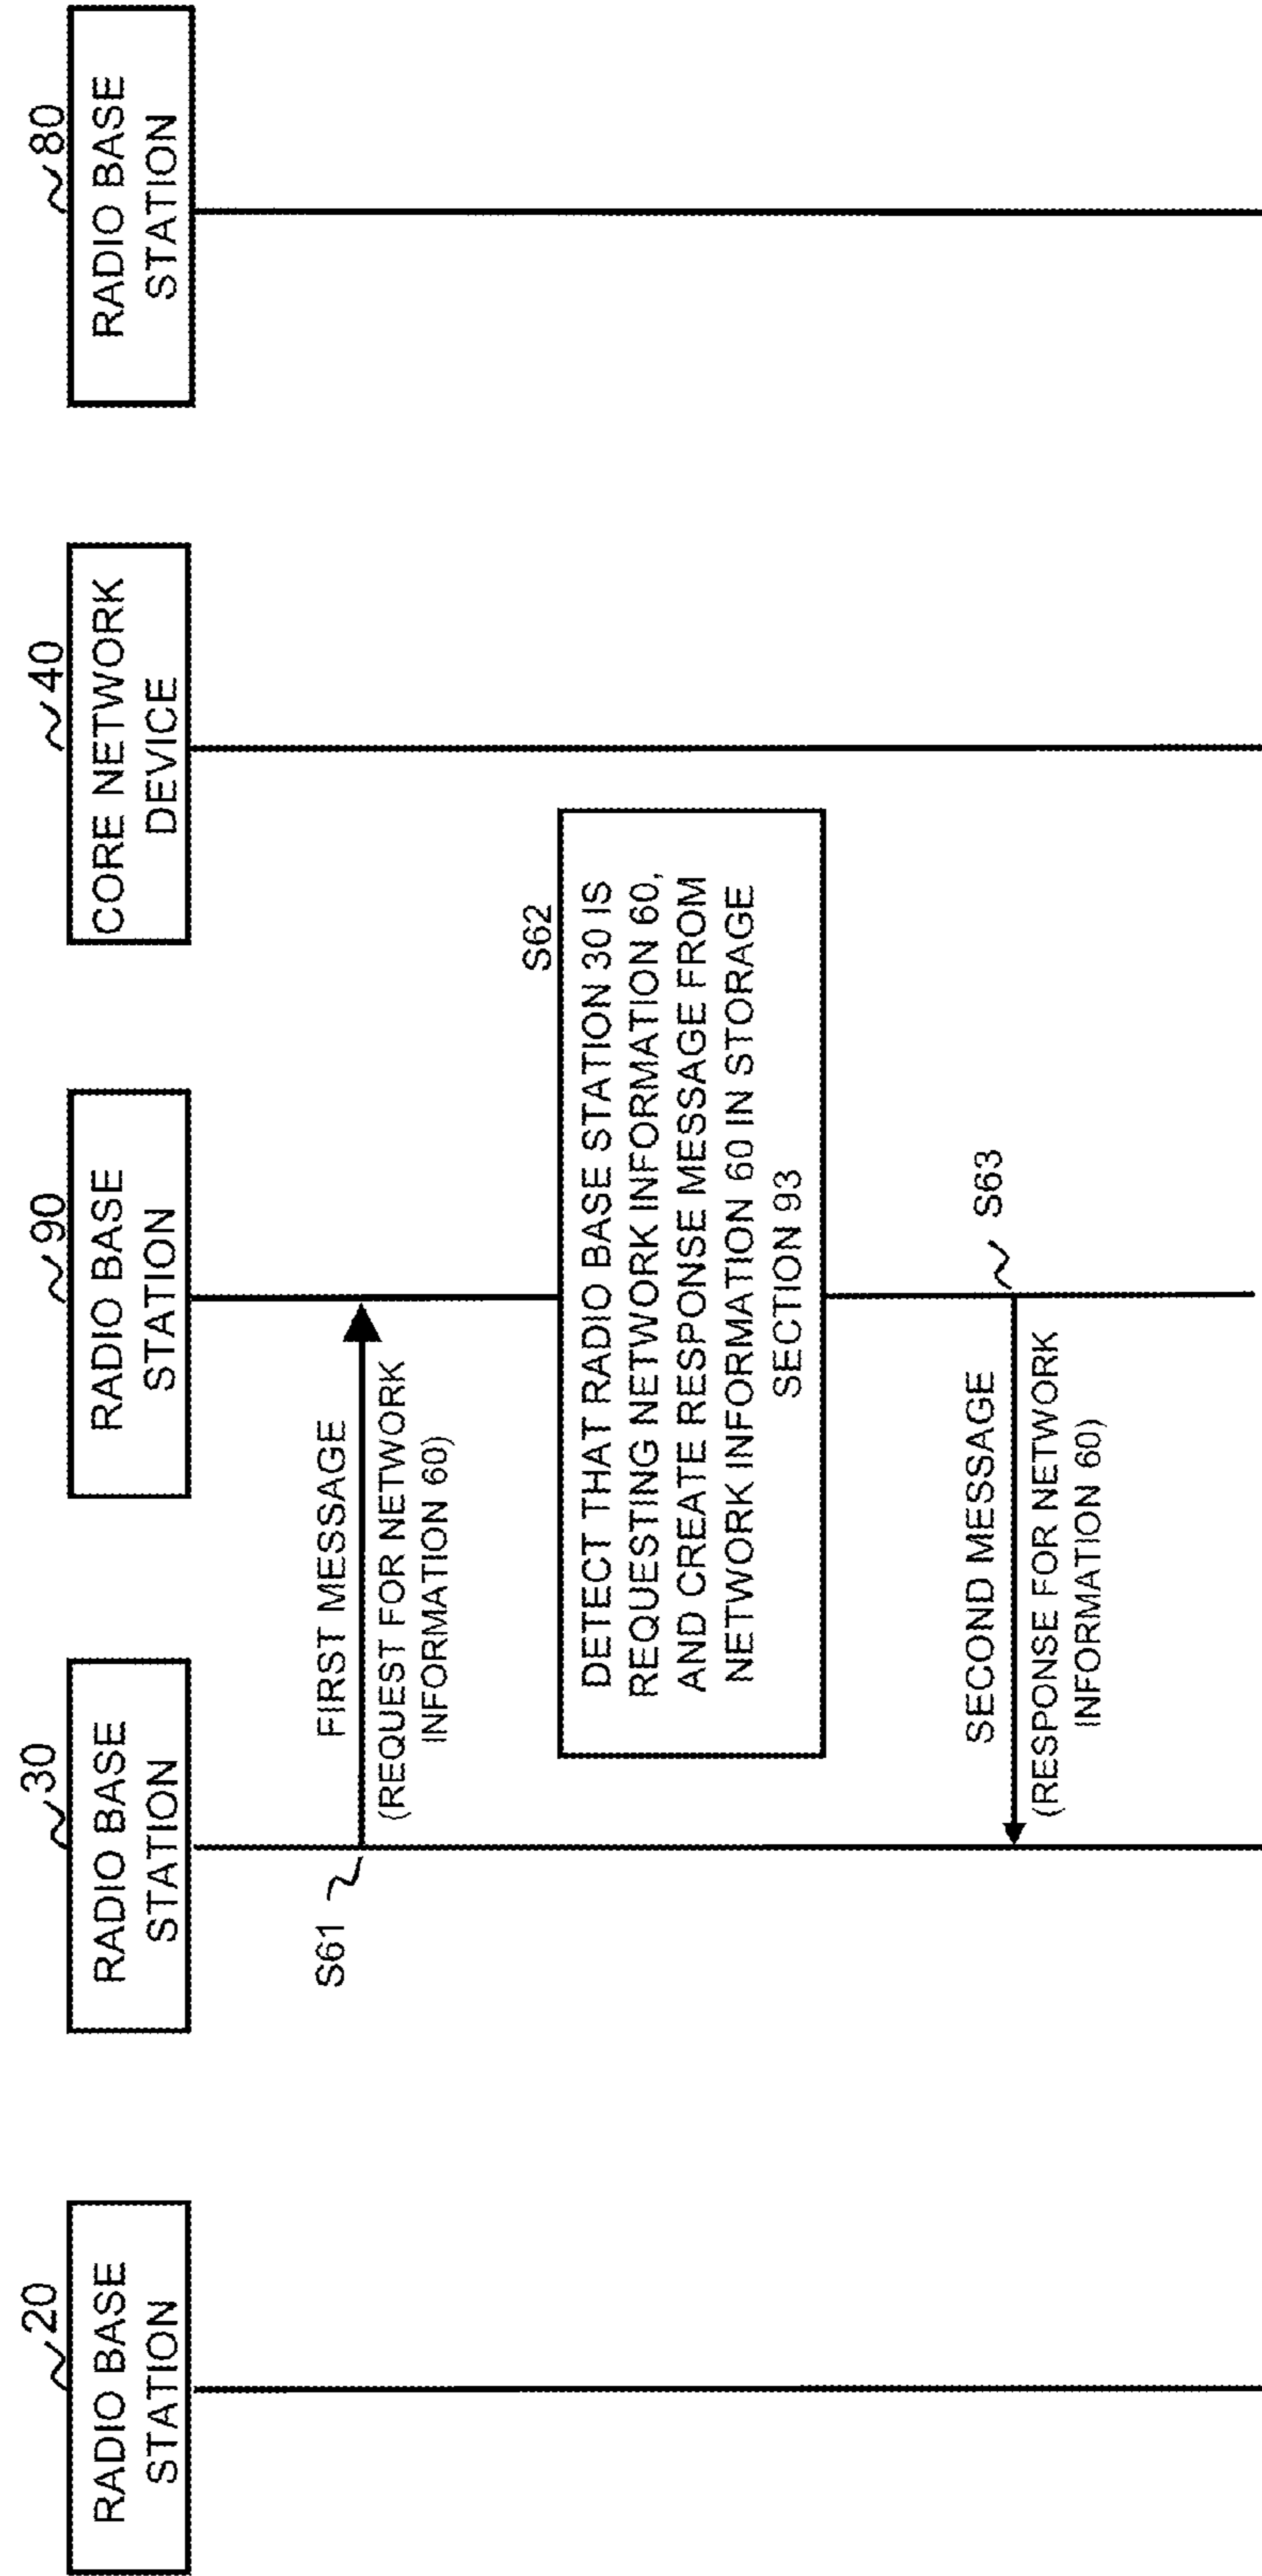 20
RADIO BASE
STATION
30
RADIO BASE
STATION
90
RADIO BASE
STATION
40
CORE NETWORK
DEVICE
80
RADIO BASE
STATION
S61
FIRST MESSAGE
(REQUEST FOR NETWORK
INFORMATION 60)
S62
DETECT THAT RADIO BASE STATION 30 IS
REQUESTING NETWORK INFORMATION 60,
AND CREATE RESPONSE MESSAGE FROM
NETWORK INFORMATION 60 IN STORAGE
SECTION 93
S63
SECOND MESSAGE
(RESPONSE FOR NETWORK
INFORMATION 60)